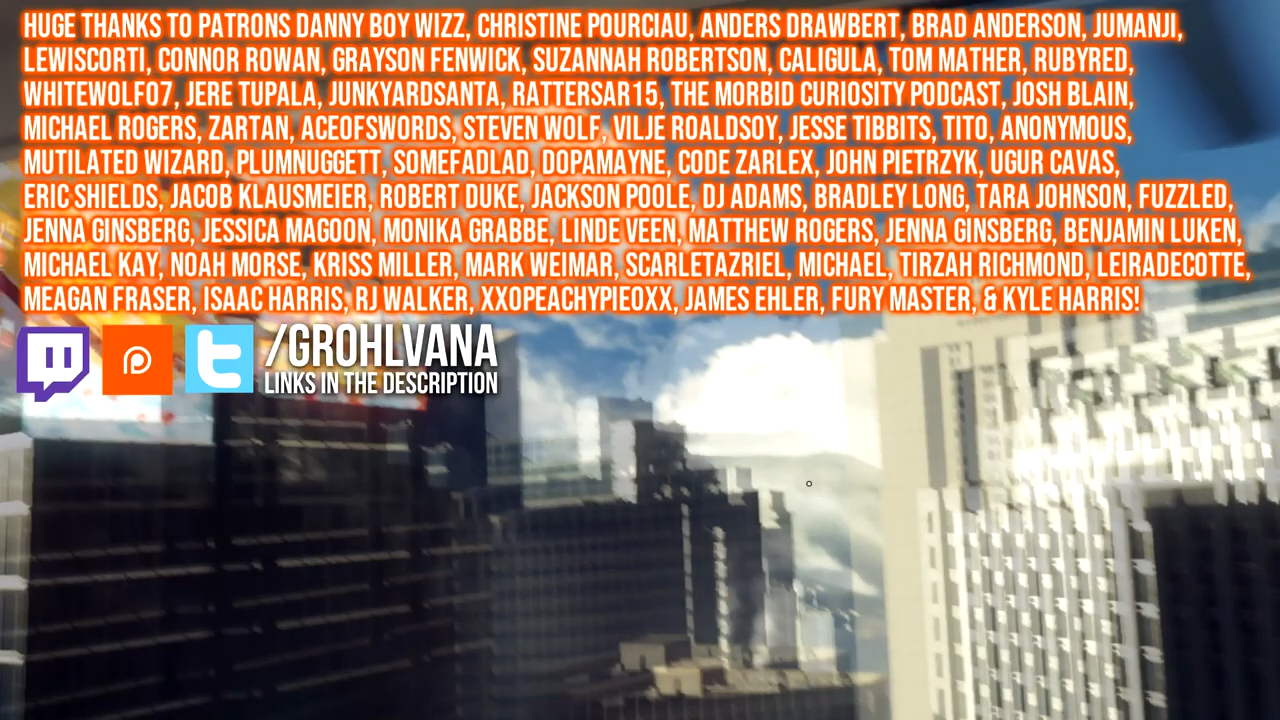 HUGE THANKS TO PATRONS DANNY BOY WIZZ, CHRISTINE POURCIAU, ANDERS DRAWBERT, BRAD ANDERSON, JUMANJI,
LEWISCORTI, CONNOR ROWAN, GRAYSON FENWICK, SUZANNAH ROBERTSON, CALIGULA, TOM MATHER, RUBYRED,
WHITEWOLF07, JERE TUPALA, JUNKYARDSANTA, RATTERSAR15, THE MORBID CURIOSITY PODCAST, JOSH BLAIN,
MICHAEL ROGERS, ZARTAN, ACEOFSWORDS, STEVEN WOLF, VILJE ROALDSOY, JESSE TIBBITS, TITO, ANONYMOUS,
MUTILATED WIZARD, PLUMNUGGETT, SOMEFADLAD, DOPAMAYNE, CODE ZARLEX, JOHN PIETRZYK, UGUR CAVAS,
ERIC SHIELDS, JACOB KLAUSMEIER, ROBERT DUKE, JACKSON POOLE, DJ ADAMS, BRADLEY LONG, TARA JOHNSON, FUZZLED,
JENNA GINSBERG, JESSICA MAGOON, MONIKA GRABBE, LINDE VEEN, MATTHEW ROGERS, JENNA GINSBERG, BENJAMIN LUKEN,
MICHAEL KAY, NOAH MORSE, KRISS MILLER, MARK WEIMAR, SCARLETAZRIEL, MICHAEL, TIRZAH RICHMOND, LEIRADECOTTE,
MEAGAN FRASER, ISAAC HARRIS, RJ WALKER, XXOPEACHYPIEOXX, JAMES EHLER, FURY MASTER, & KYLE HARRIS!
/GROHLVANA
LINKS IN THE DESCRIPTION